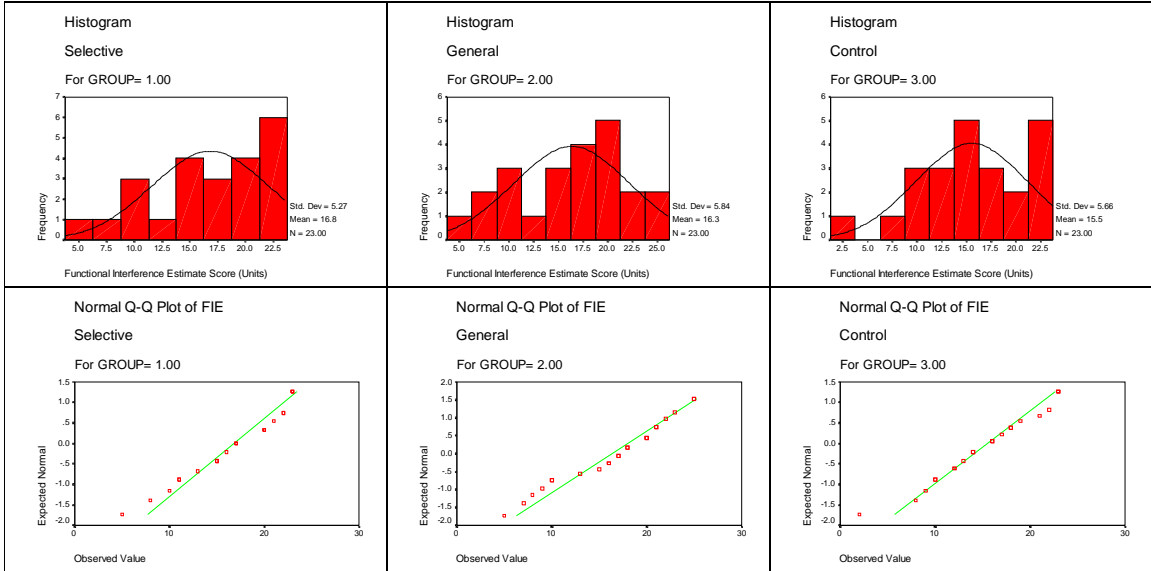 Histogram
Selective
For GROUP= 1.00
7
6
5
4
3
2
1
0
Frequency
5.0 7.5 10.0 12.5 15.0 17.5 20.0 22.5
Std. Dev = 5.27
Mean = 16.8
N = 23.00
Functional Interference Estimate Score (Units)
Histogram
General
For GROUP= 2.00
6
5
4
3
2
1
0
Frequency
5.0 7.5 10.0 12.5 15.0 17.5 20.0 22.5 25.0
Std. Dev = 5.84
Mean = 16.3
N = 23.00
Functional Interference Estimate Score (Units)
Histogram
Control
For GROUP= 3.00
6
5
4
3
2
1
0
Frequency
2.5 5.0 7.5 10.0 12.5 15.0 17.5 20.0 22.5
Std. Dev = 5.66
Mean = 15.5
N = 23.00
Functional Interference Estimate Score (Units)
Normal Q-Q Plot of FIE
Selective
For GROUP= 1.00
1.5
1.0
.5
0.0
-.5
-1.0
-1.5
-2.0
Expected Normal
0 10 20 30
Observed Value
Normal Q-Q Plot of FIE
General
For GROUP= 2.00
2.0
1.5
1.0
.5
0.0
-.5
-1.0
-1.5
-2.0
Expected Normal
0 10 20 30
Observed Value
Normal Q-Q Plot of FIE
Control
For GROUP= 3.00
1.5
1.0
.5
0.0
-.5
-1.0
-1.5
-2.0
Expected Normal
0 10 20 30
Observed Value